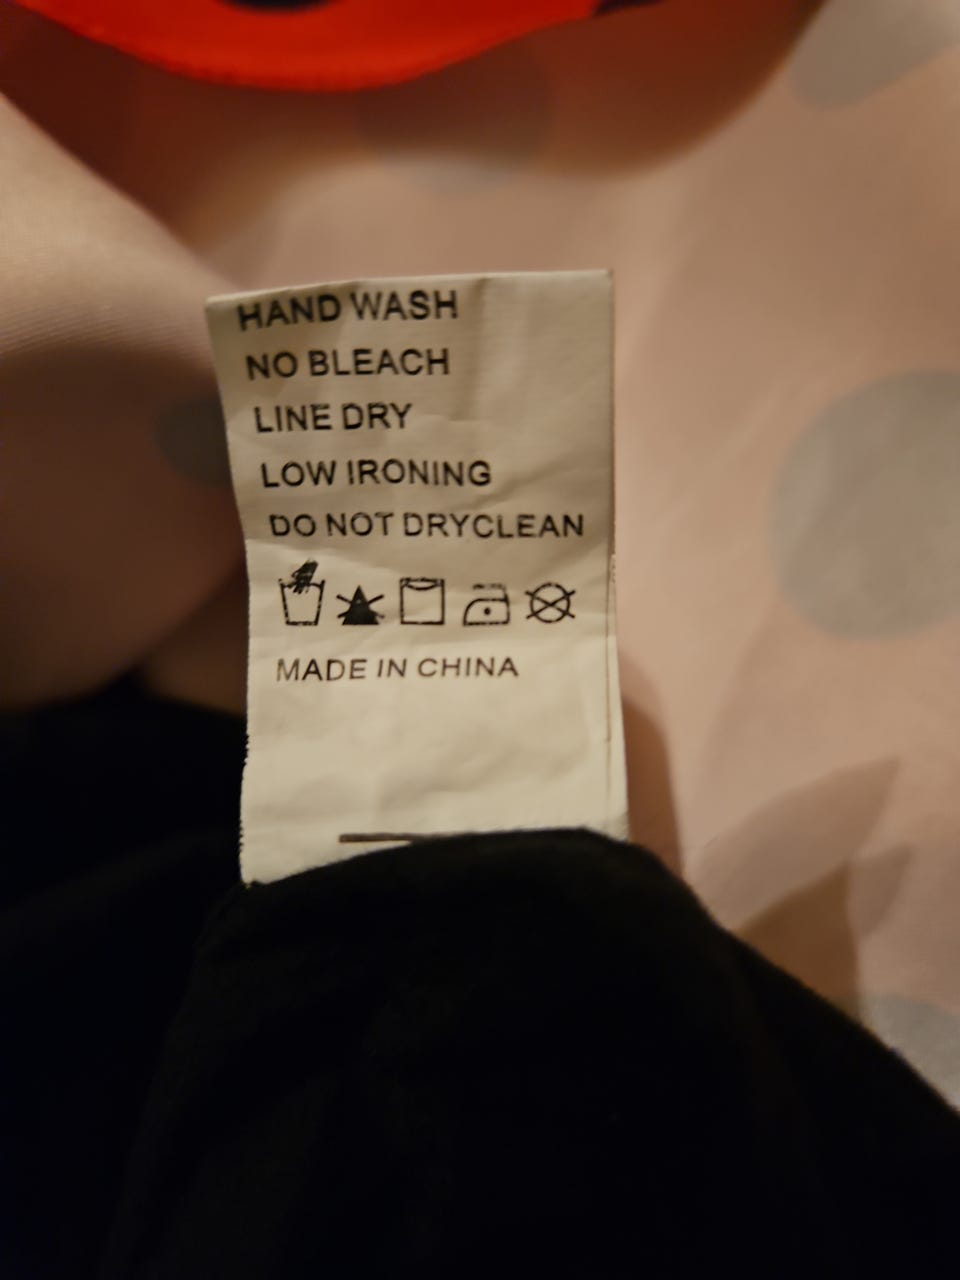 HAND WASH
NO BLEACH
LINE DRY
LOW IRONING
DO NOT DRYCLEAN
MADE IN CHINA